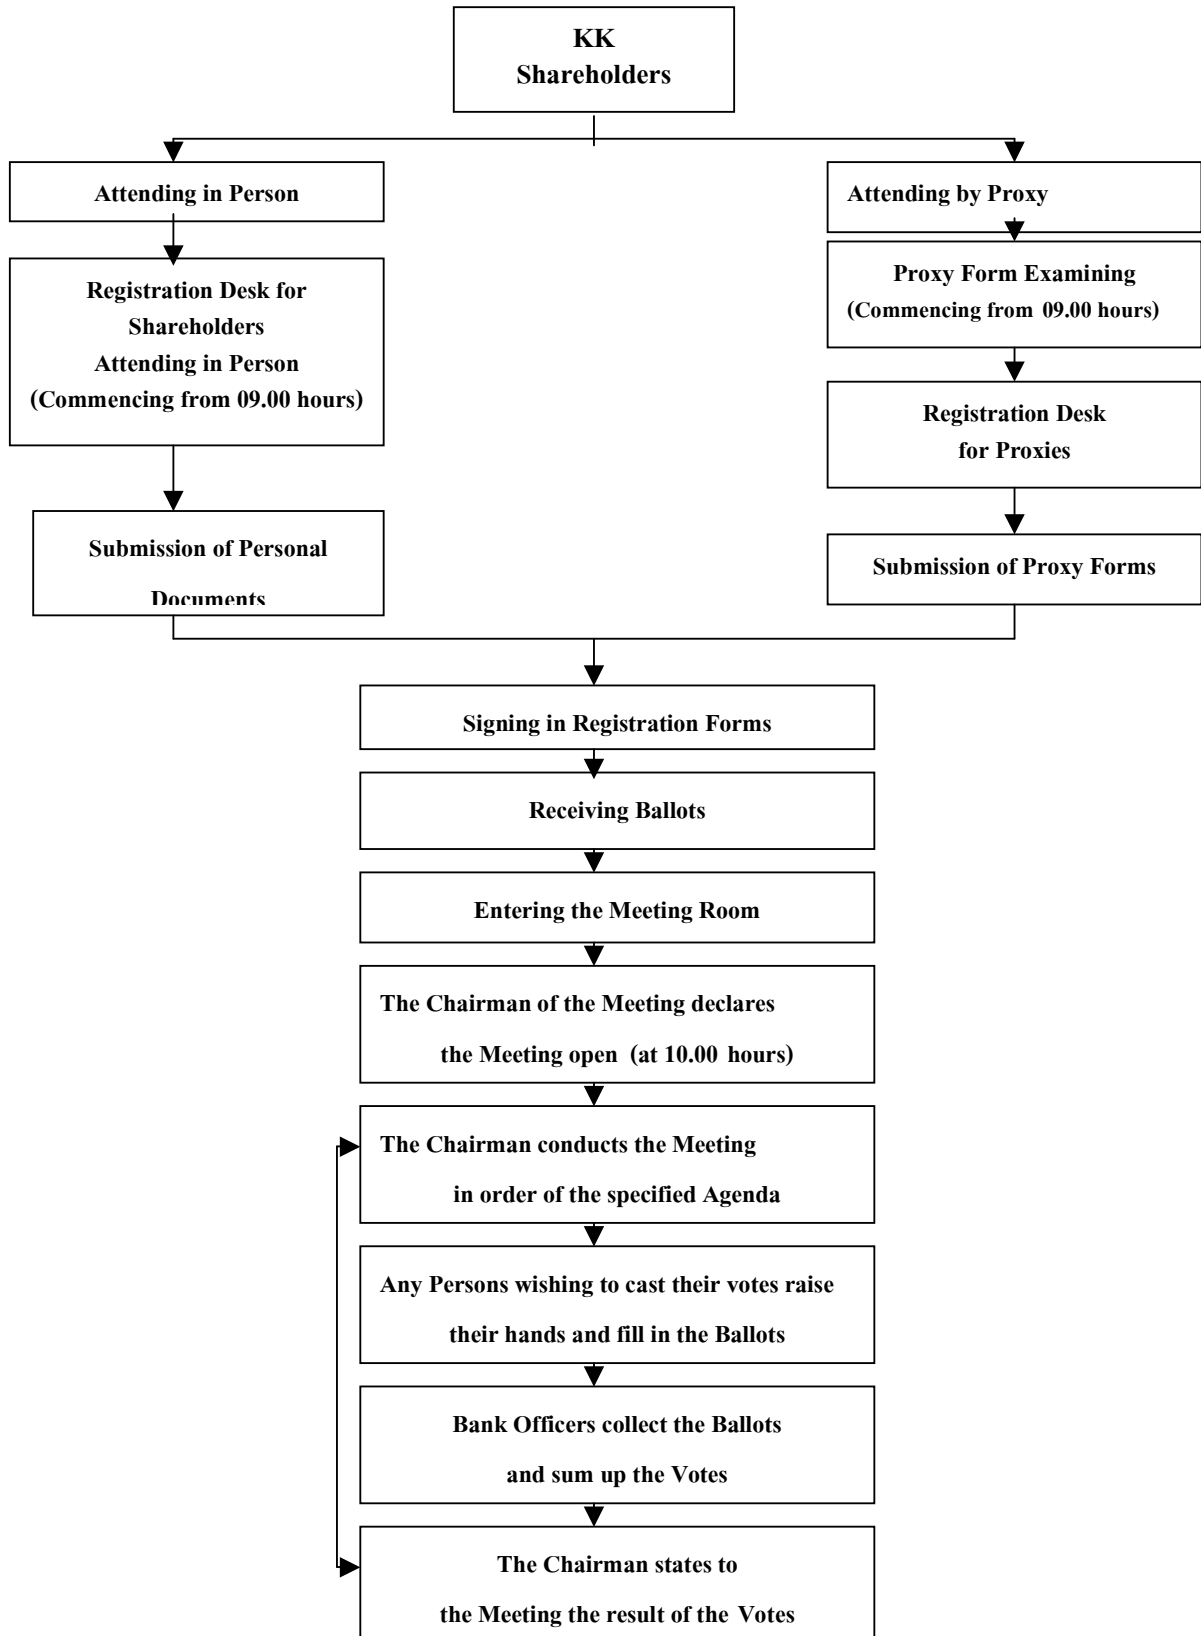 KK
Shareholders
Attending in Person
Attending by Proxy
Registration Desk for
Shareholders
Attending in Person
(Commencing from 09.00 hours)
Proxy Form Examining
(Commencing from 09.00 hours)
Registration Desk
for Proxies
Submission of Personal
Documents
Submission of Proxy Forms
Signing in Registration Forms
Receiving Ballots
Entering the Meeting Room
The Chairman of the Meeting declares
the Meeting open (at 10.00 hours)
The Chairman conducts the Meeting
in order of the specified Agenda
Any Persons wishing to cast their votes raise
their hands and fill in the Ballots
Bank Officers collect the Ballots
and sum up the Votes
The Chairman states to
the Meeting the result of the Votes